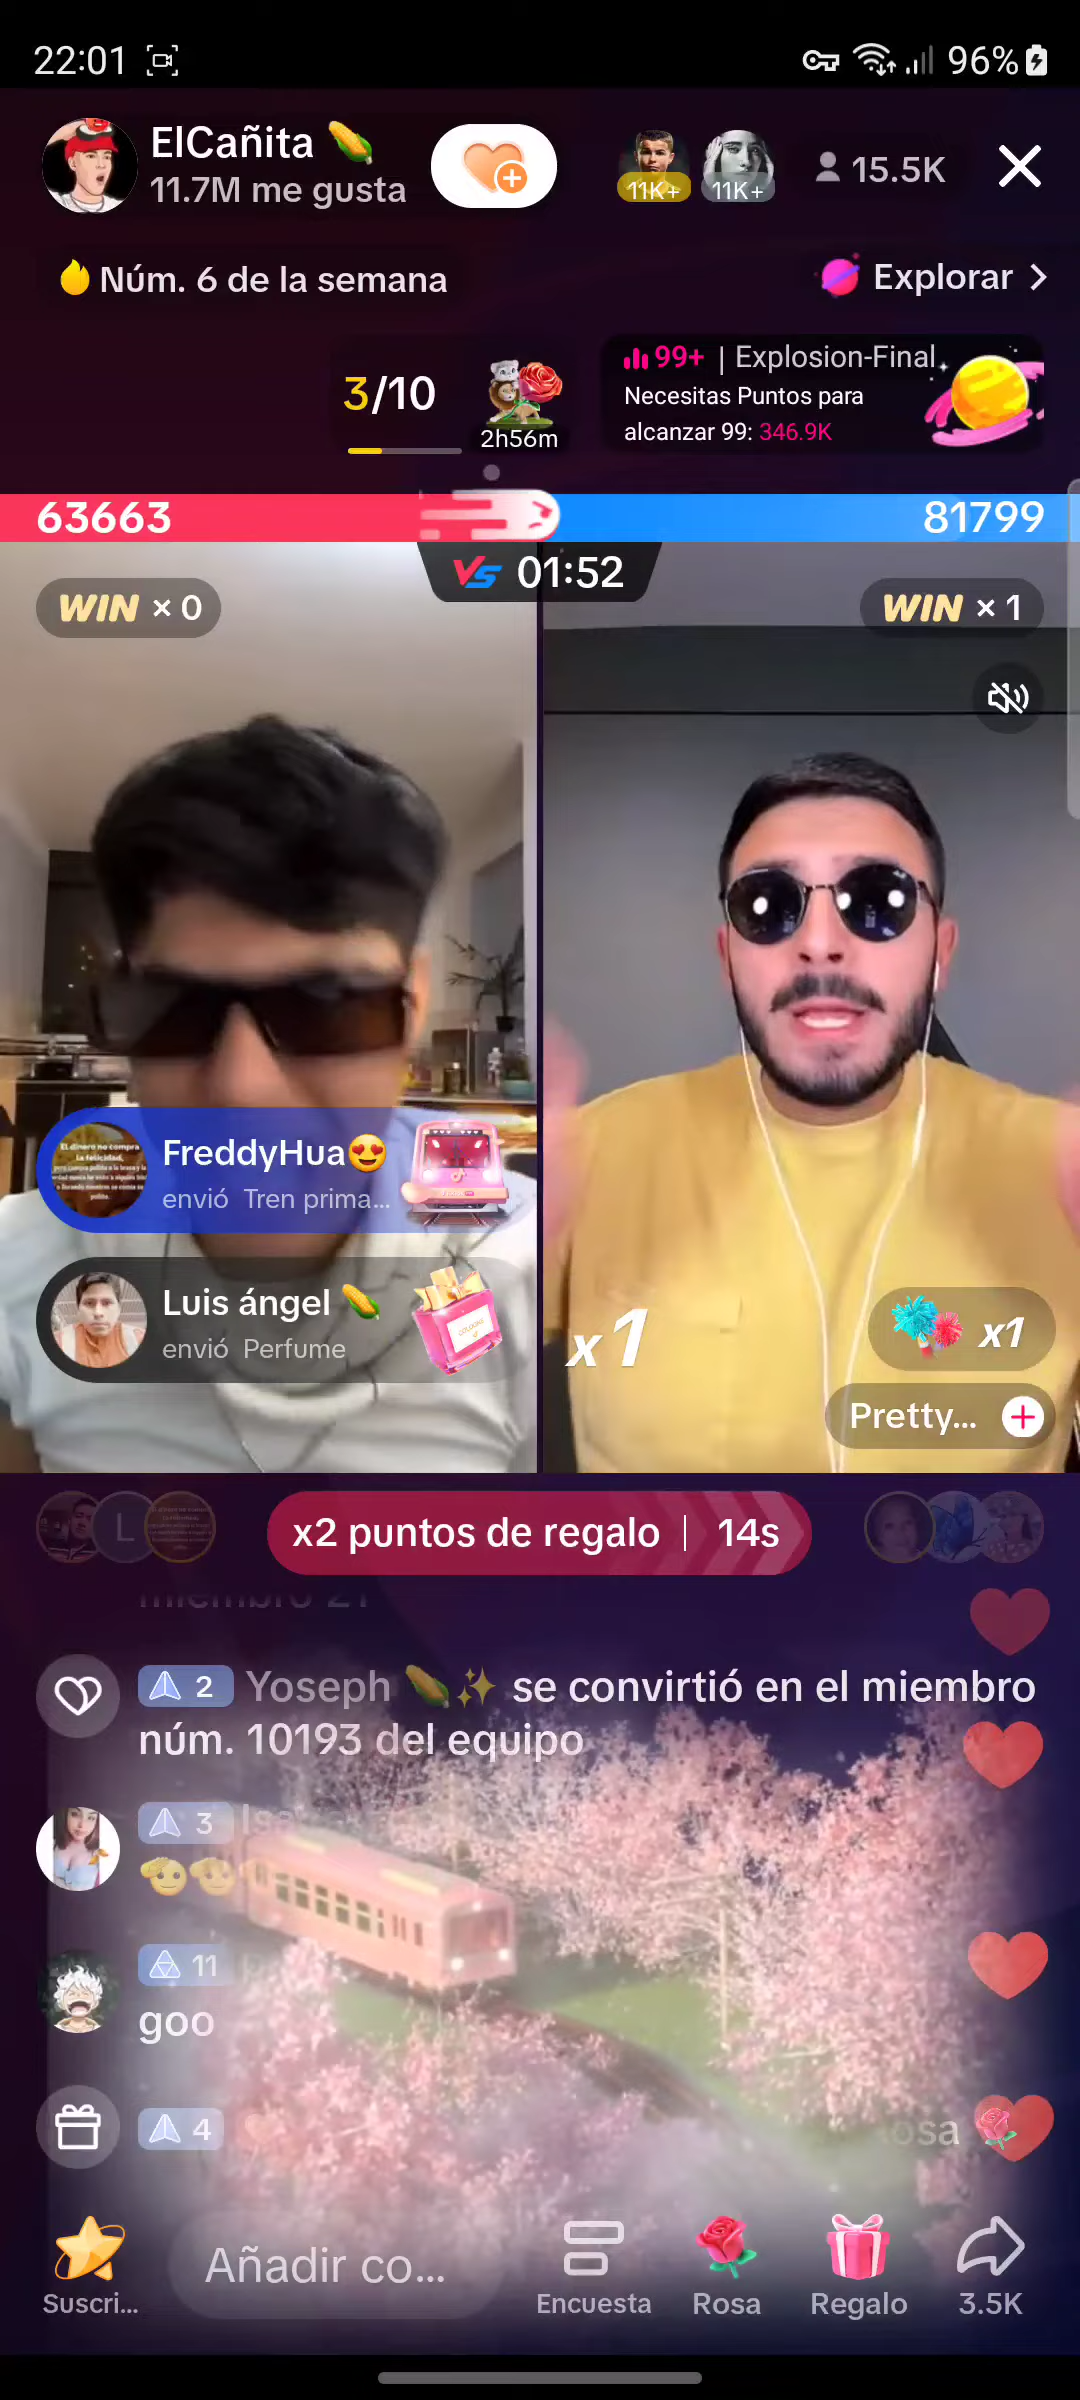 22:01
96%
ElCañita
11.7M me gusta
11K+
11K+
15.5K
Núm. 6 de la semana
Explorar
3/10
2h56m
99+ | Explosion-Final
Necesitas Puntos para
alcanzar 99: 346.9K
63663
81799
VS 01:52
WIN × 0
WIN × 1
FreddyHua
envió Tren prima...
Luis ángel
envió Perfume
x1
x1
Pretty...
L
x2 puntos de regalo | 14s
miembro 21
2 Yoseph se convirtió en el miembro
núm. 10193 del equipo
3
11
goo
4
Añadir co...
Suscri...
Encuesta
Rosa
Regalo
3.5K